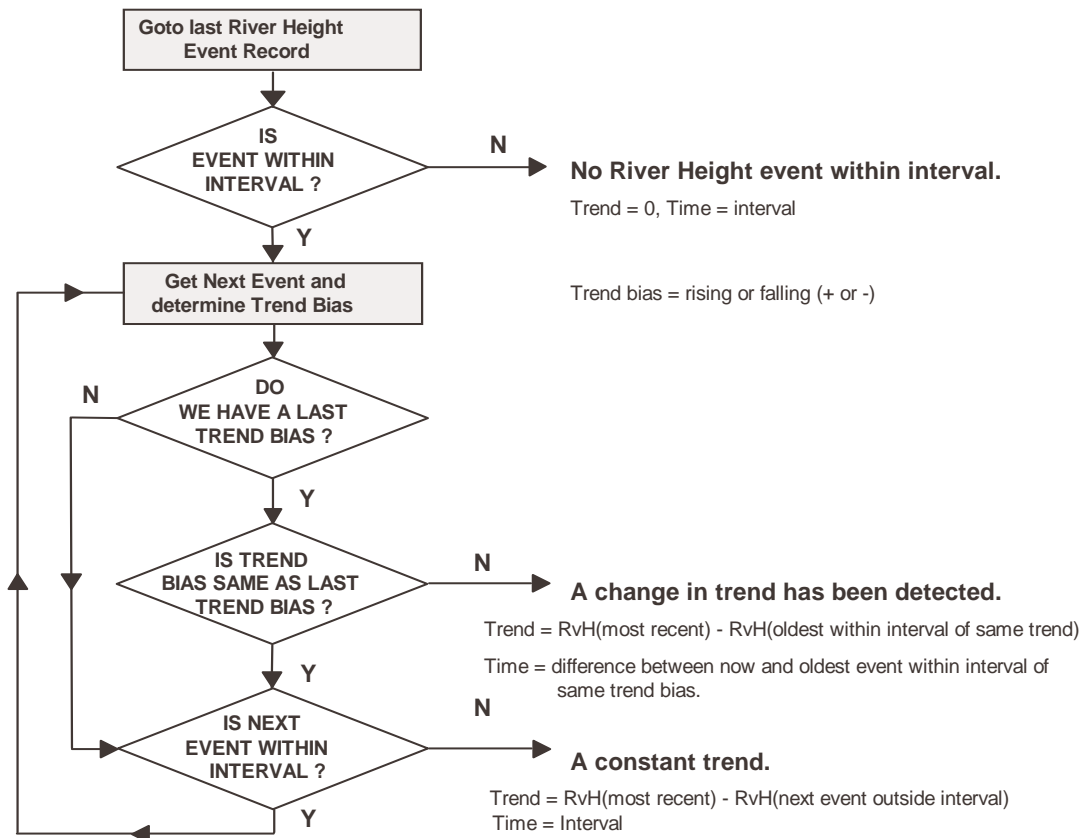 Goto last River Height
Event Record
IS
EVENT WITHIN
INTERVAL ?
N
No River Height event within interval.
Trend = 0, Time = interval
Y
Get Next Event and
determine Trend Bias
Trend bias = rising or falling (+ or -)
DO
WE HAVE A LAST
TREND BIAS ?
N
Y
IS TREND
BIAS SAME AS LAST
TREND BIAS ?
N
A change in trend has been detected.
Trend = RvH(most recent) - RvH(oldest within interval of same trend)
Time = difference between now and oldest event within interval of
same trend bias.
Y
IS NEXT
EVENT WITHIN
INTERVAL ?
N
A constant trend.
Trend = RvH(most recent) - RvH(next event outside interval)
Time = Interval
Y